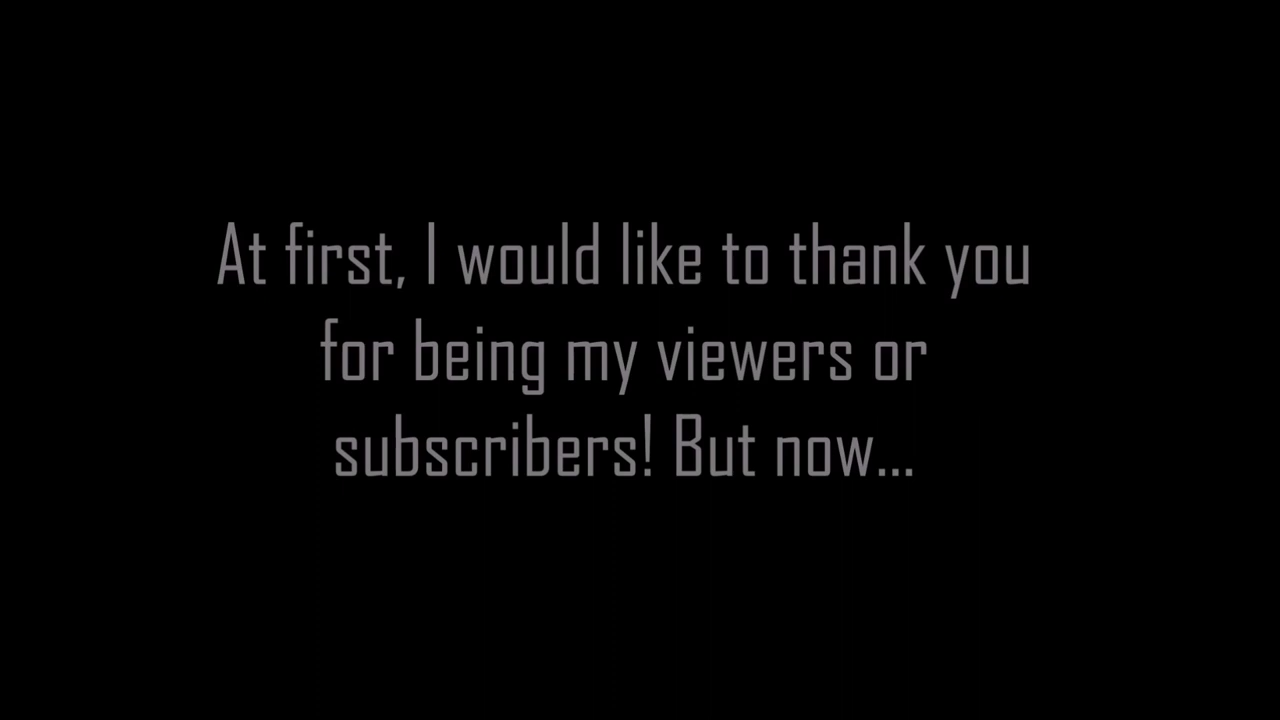 At first, I would like to thank you
for being my viewers or
subscribers! But now...